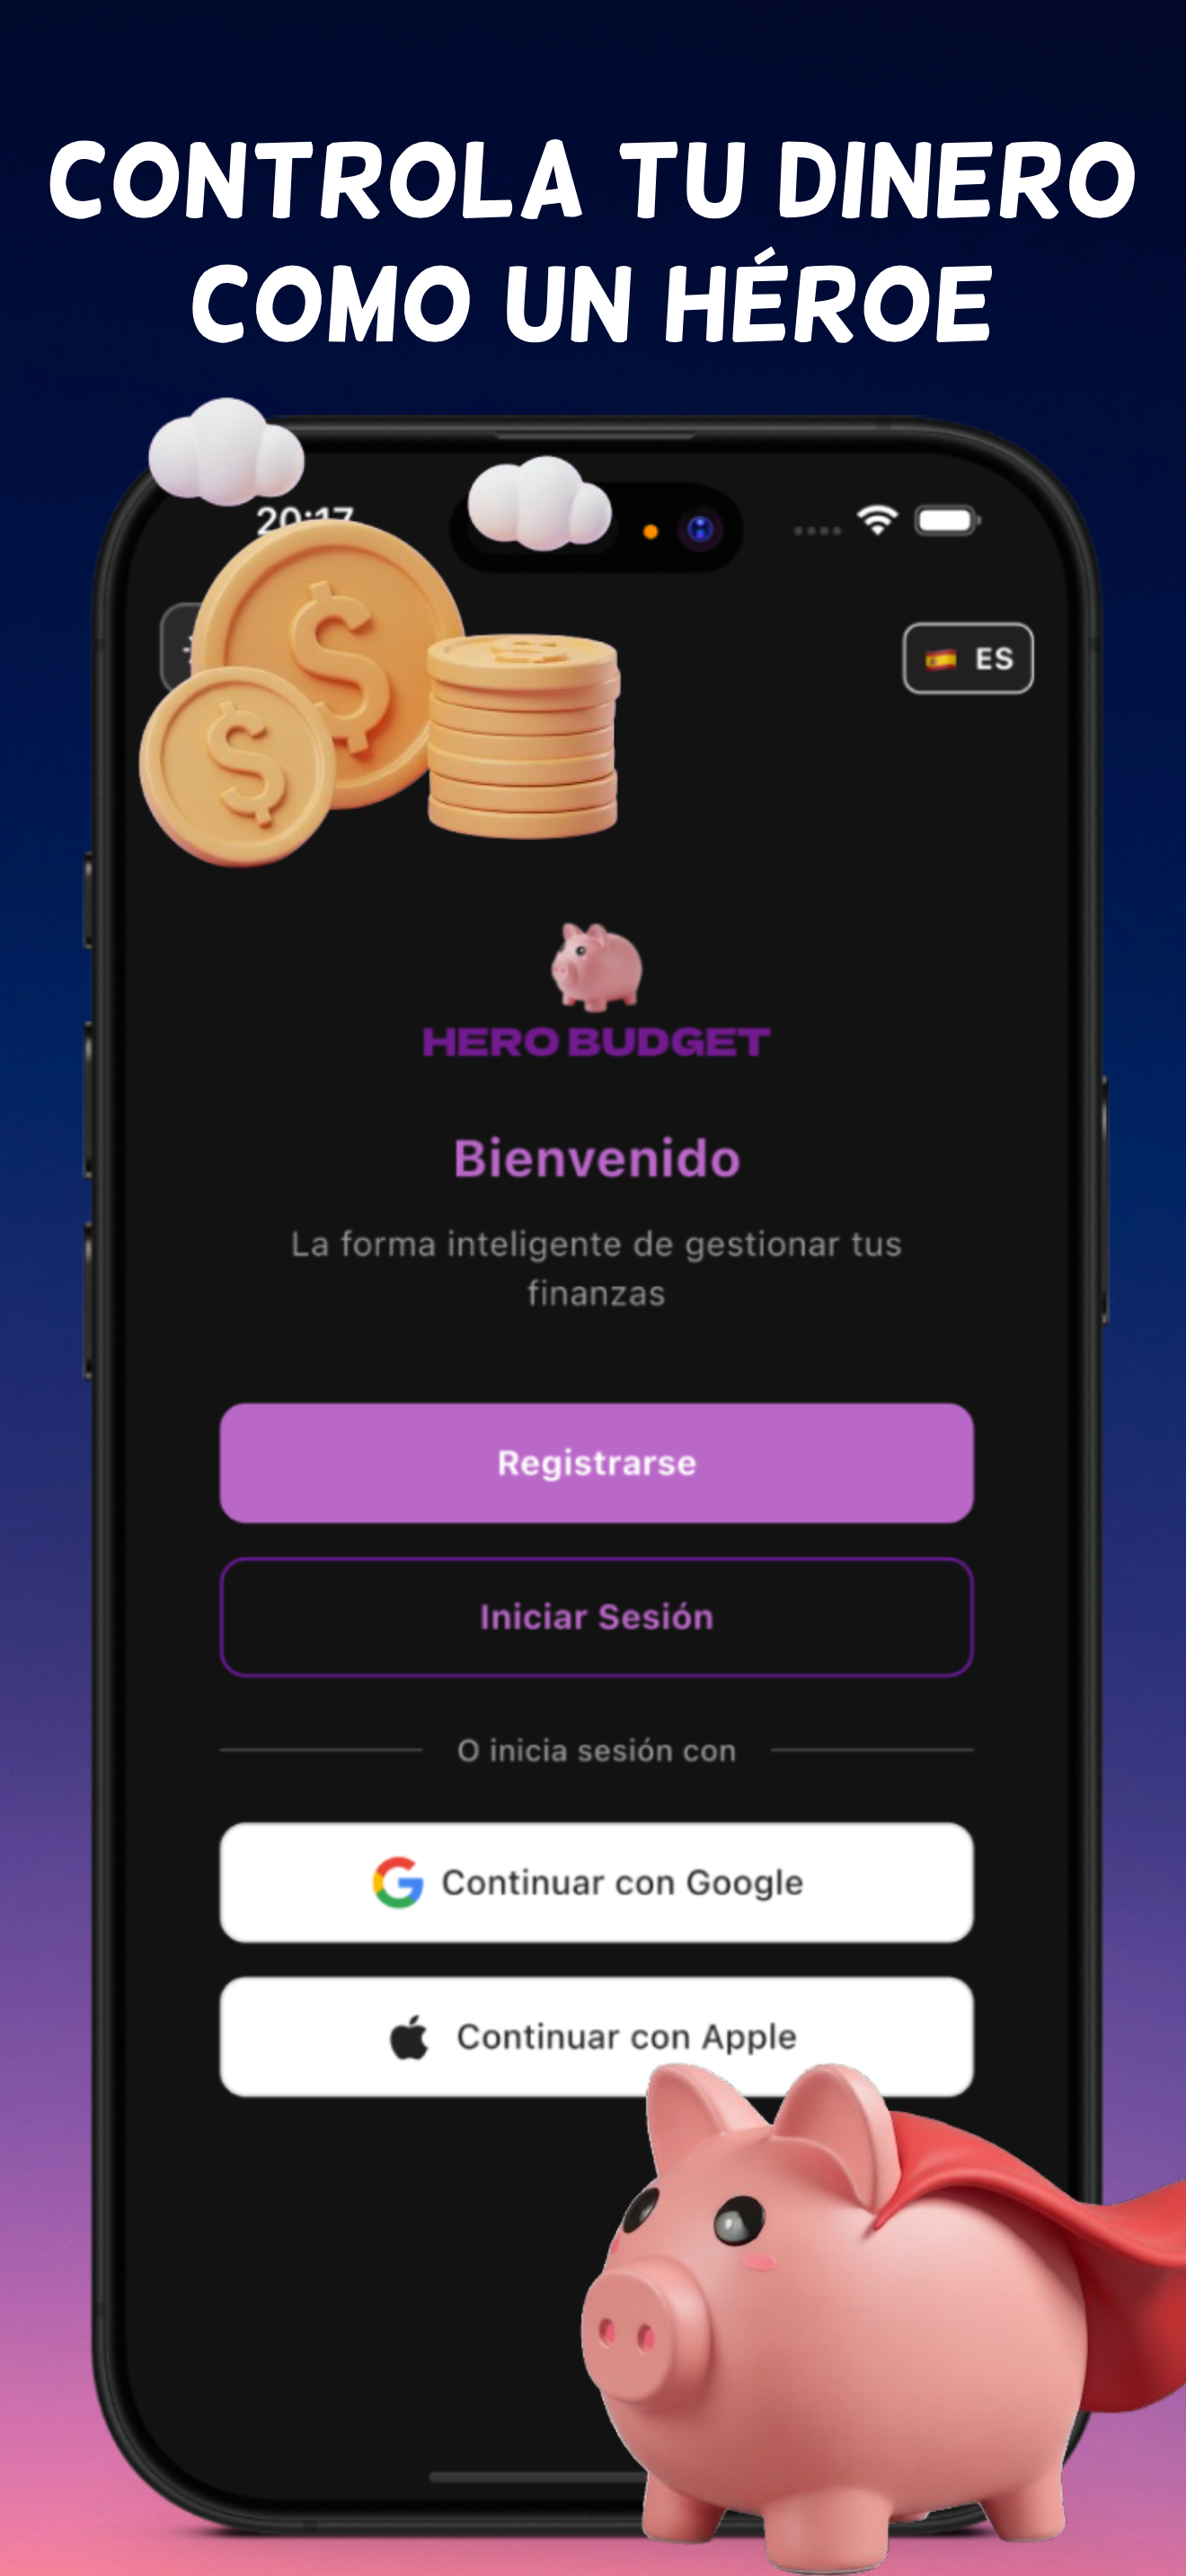 CONTROLA TU DINERO
COMO UN HÉROE
20:17
ES
HERO BUDGET
Bienvenido
La forma inteligente de gestionar tus
finanzas
Registrarse
Iniciar Sesión
O inicia sesión con
Continuar con Google
Continuar con Apple